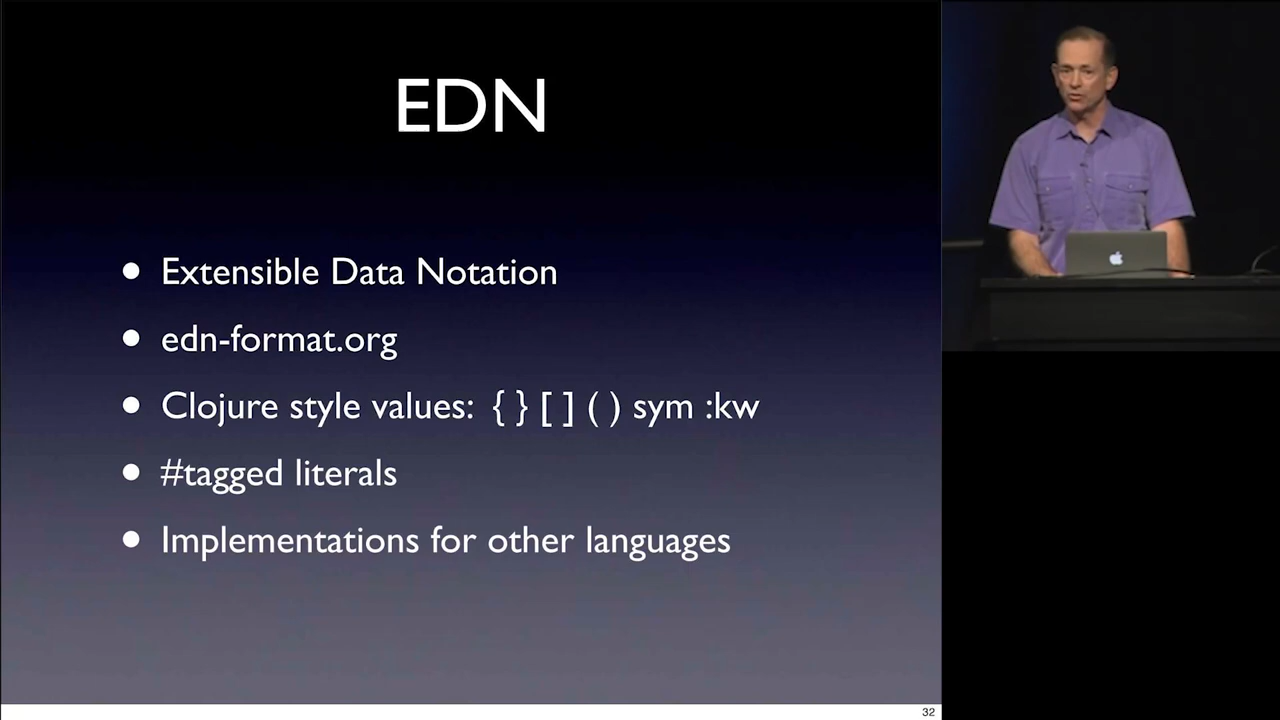 EDN
• Extensible Data Notation
• edn-format.org
• Clojure style values: { } [ ] ( ) sym :kw
• #tagged literals
• Implementations for other languages
32